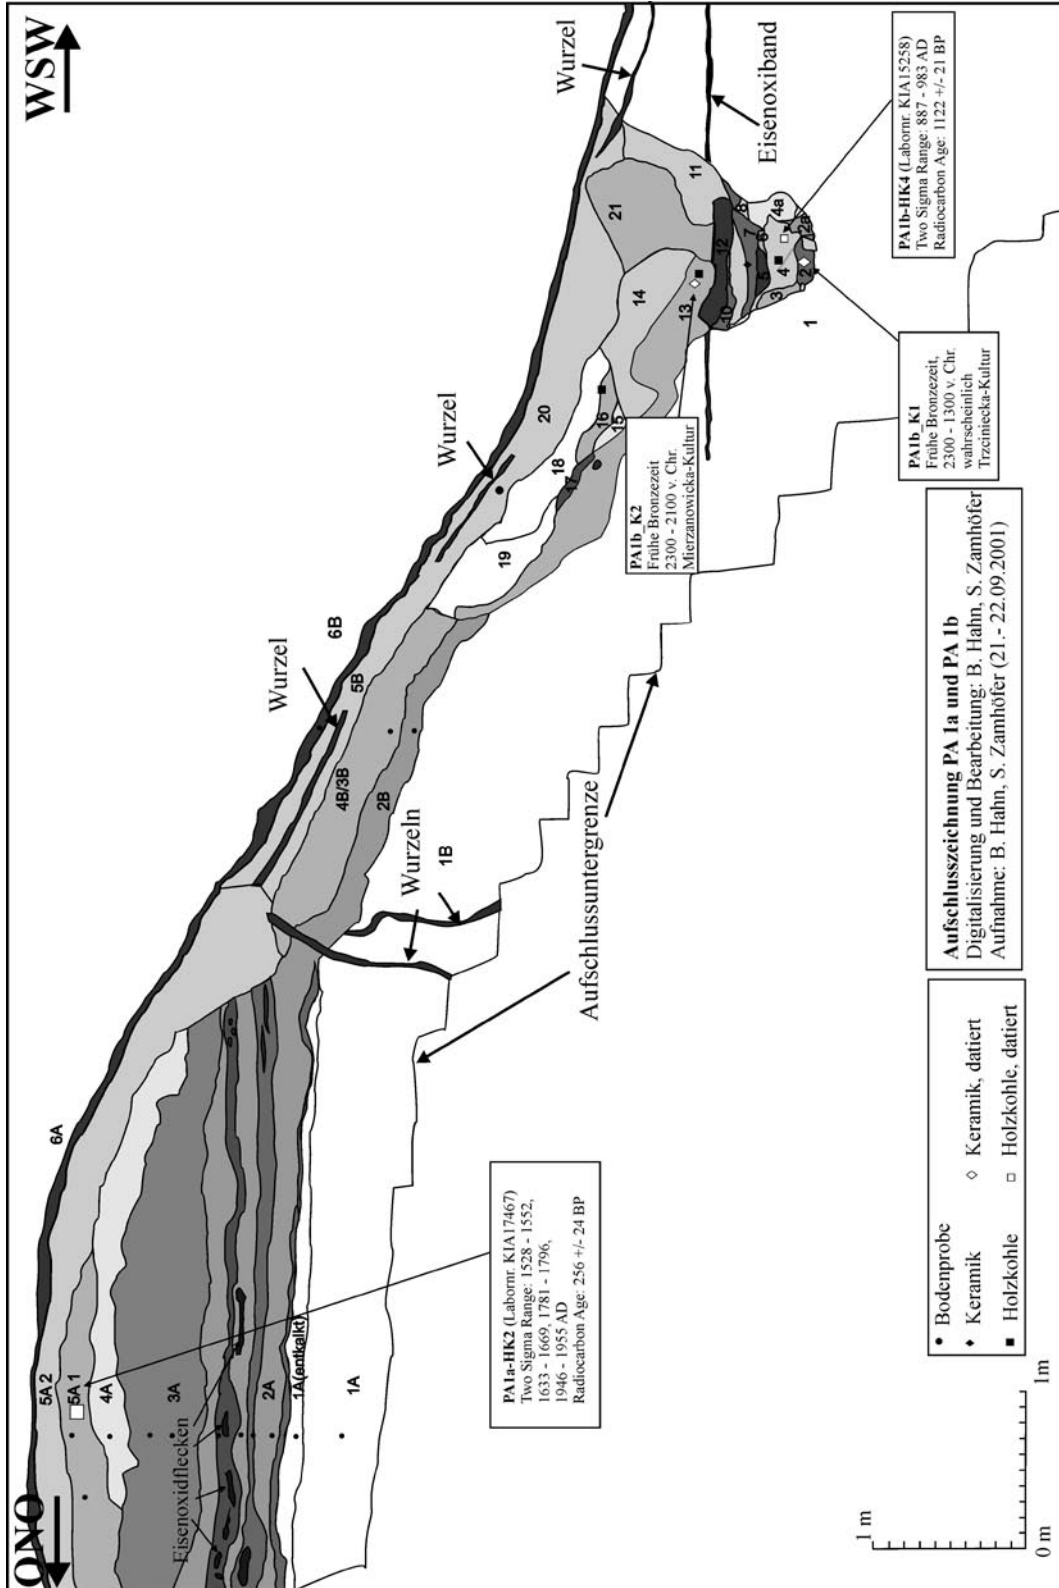 ONO
WSW
6A
5A2
5A1
4A
3A
2A
1A(entkalkt)
1A
Eisenoxidflecken
PA1a-HK2 (Labornr. KIA17467)
Two Sigma Range: 1528 - 1552,
1633 - 1669, 1781 - 1796,
1946 - 1955 AD
Radiocarbon Age: 256 +/- 24 BP
6B
5B
4B/3B
2B
1B
Wurzel
Wurzeln
Aufschlussuntergrenze
Wurzel
20
19
18
17
16
15
14
13
21
11
12
10
8
7
6
5
4
4a
3
2
2a
1
Wurzel
Eisenoxiband
PA1b_K2
Frühe Bronzezeit
2300 - 2100 v. Chr.
Mierzanowicka-Kultur
PA1b_K1
Frühe Bronzezeit,
2300 - 1300 v. Chr.
wahrscheinlich
Trzciniecka-Kultur
PA1b-HK4 (Labornr. KIA15258)
Two Sigma Range: 887 - 983 AD
Radiocarbon Age: 1122 +/- 21 BP
1 m
0 m
1m
Bodenprobe
Keramik
Keramik, datiert
Holzkohle
Holzkohle, datiert
Aufschlusszeichnung PA 1a und PA 1b
Digitalisierung und Bearbeitung: B. Hahn, S. Zamhöfer
Aufnahme: B. Hahn, S. Zamhöfer (21.- 22.09.2001)